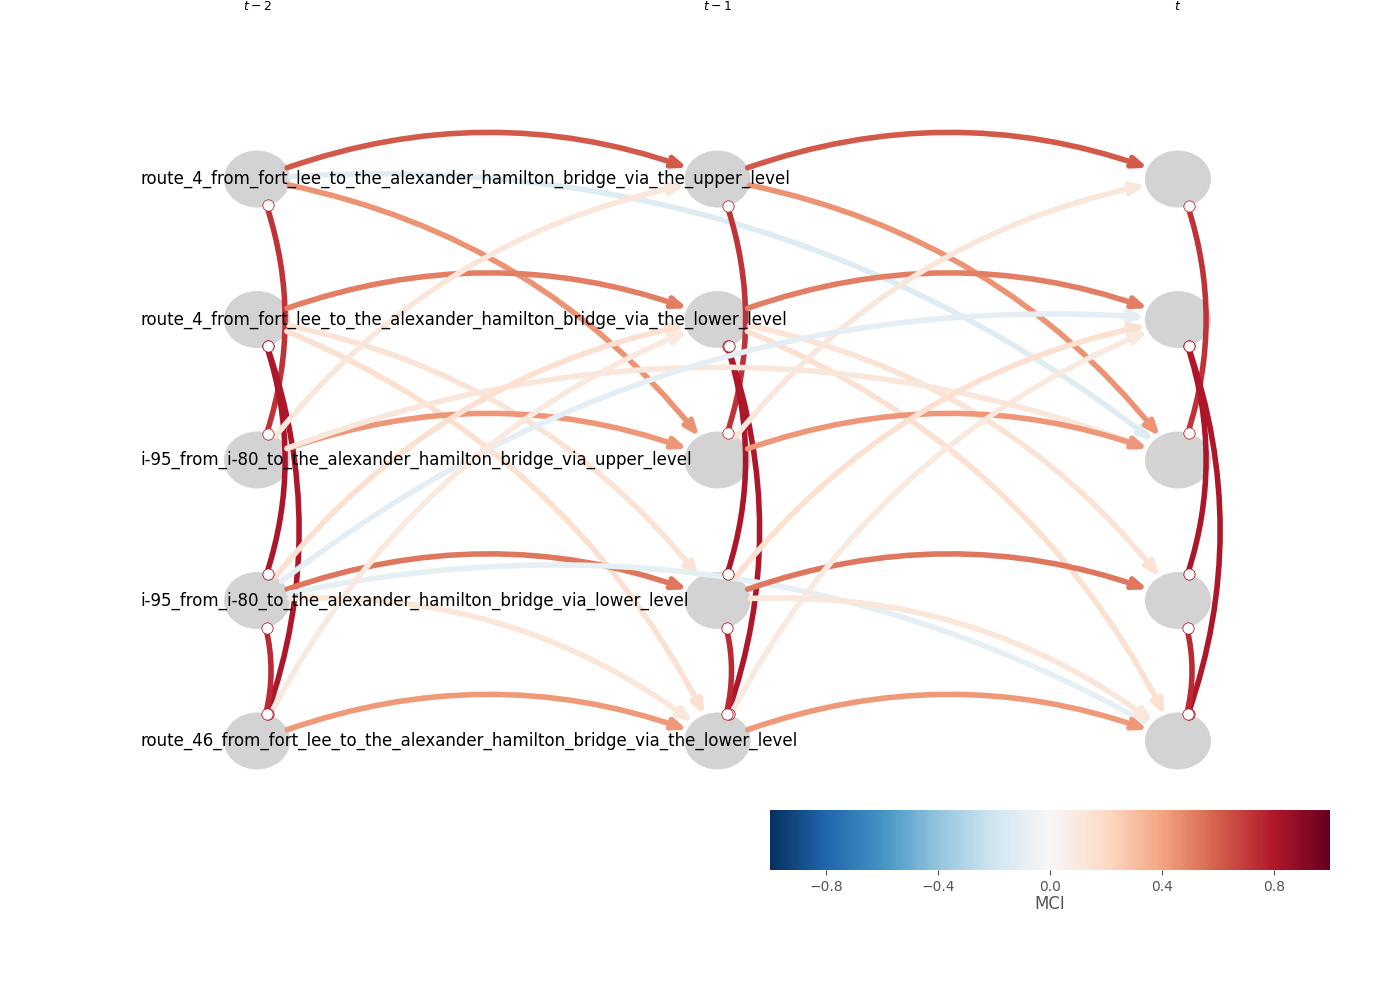 t − 2 t − 1 t
route_4_from_fort_lee_to_the_alexander_hamilton_bridge_via_the_upper_level
route_4_from_fort_lee_to_the_alexander_hamilton_bridge_via_the_lower_level
i-95_from_i-80_to_the_alexander_hamilton_bridge_via_upper_level
i-95_from_i-80_to_the_alexander_hamilton_bridge_via_lower_level
route_46_from_fort_lee_to_the_alexander_hamilton_bridge_via_the_lower_level
−0.8 −0.4 0.0 0.4 0.8
MCI